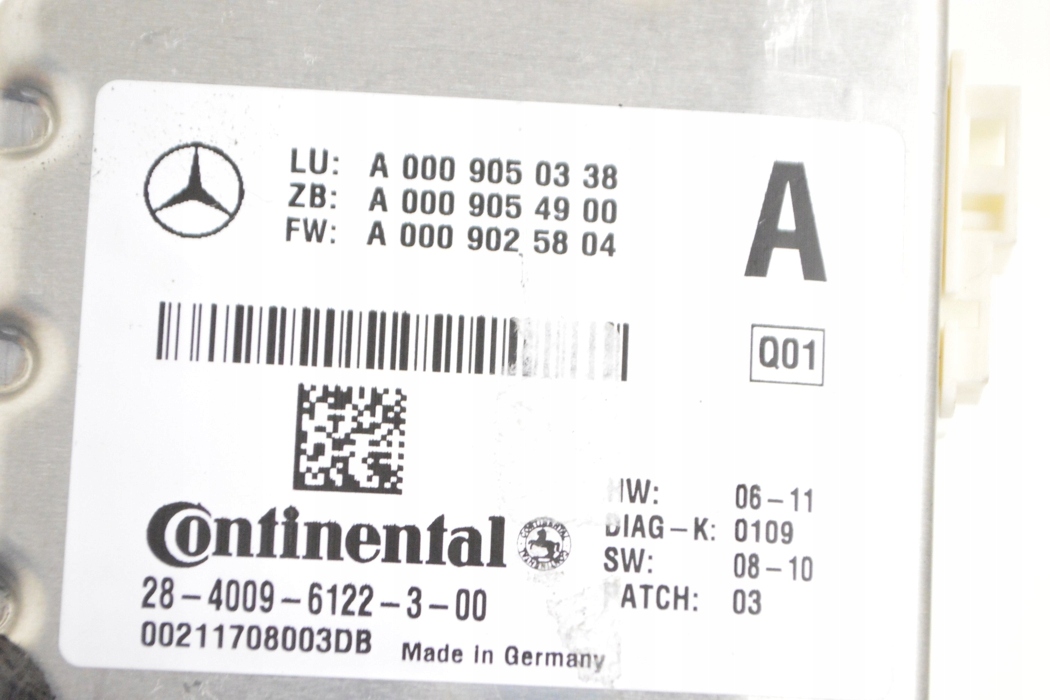 LU: A 000 905 03 38
ZB: A 000 905 49 00
FW: A 000 902 58 04
A
Q01
HW: 06-11
DIAG-K: 0109
SW: 08-10
PATCH: 03
Continental
28-4009-6122-3-00
00211708003DB
Made in Germany